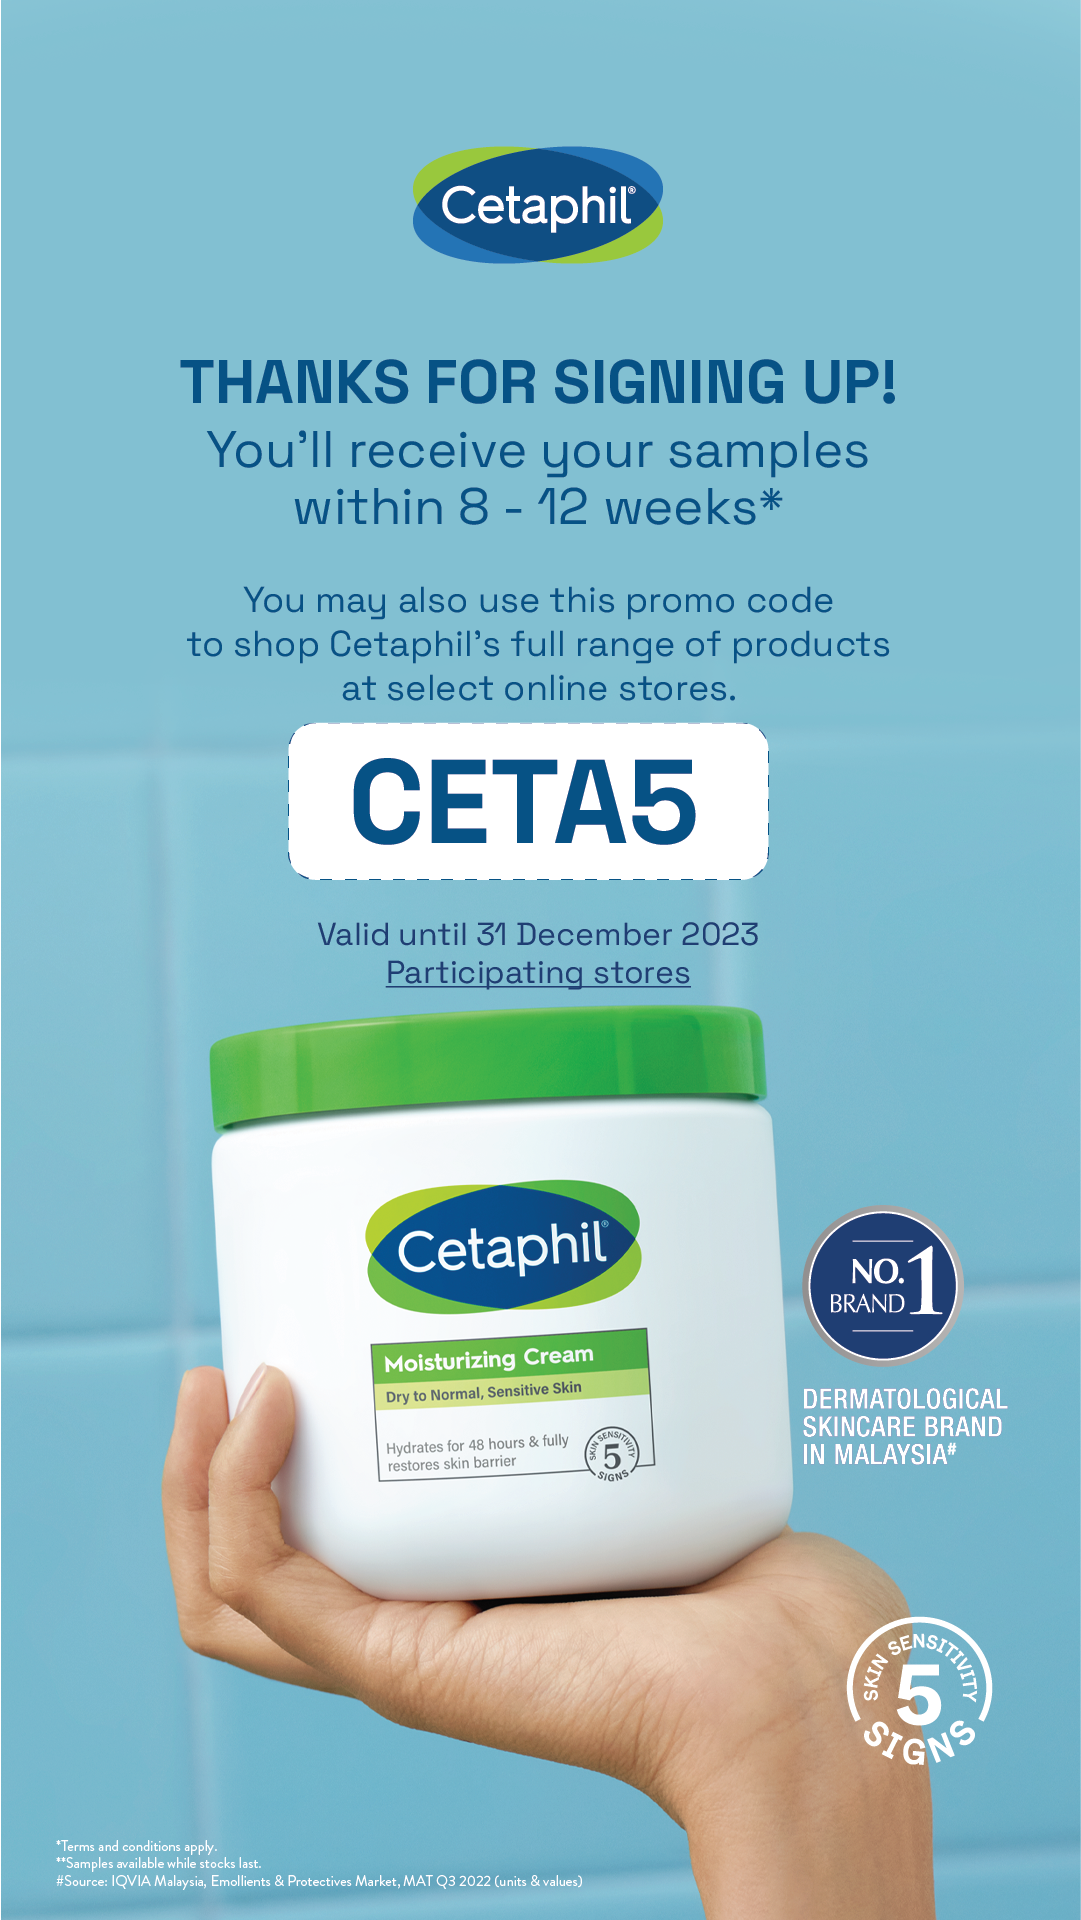 Cetaphil®
THANKS FOR SIGNING UP!
You'll receive your samples
within 8 - 12 weeks*
You may also use this promo code
to shop Cetaphil's full range of products
at select online stores.
CETA5
Valid until 31 December 2023
Participating stores
Cetaphil®
Moisturizing Cream
Dry to Normal, Sensitive Skin
Hydrates for 48 hours & fully
restores skin barrier
SKIN SENSITIVITY
5
SIGNS
NO. 1
BRAND
DERMATOLOGICAL
SKINCARE BRAND
IN MALAYSIA#
SKIN SENSITIVITY
5
SIGNS
*Terms and conditions apply.
**Samples available while stocks last.
#Source: IQVIA Malaysia, Emollients & Protectives Market, MAT Q3 2022 (units & values)